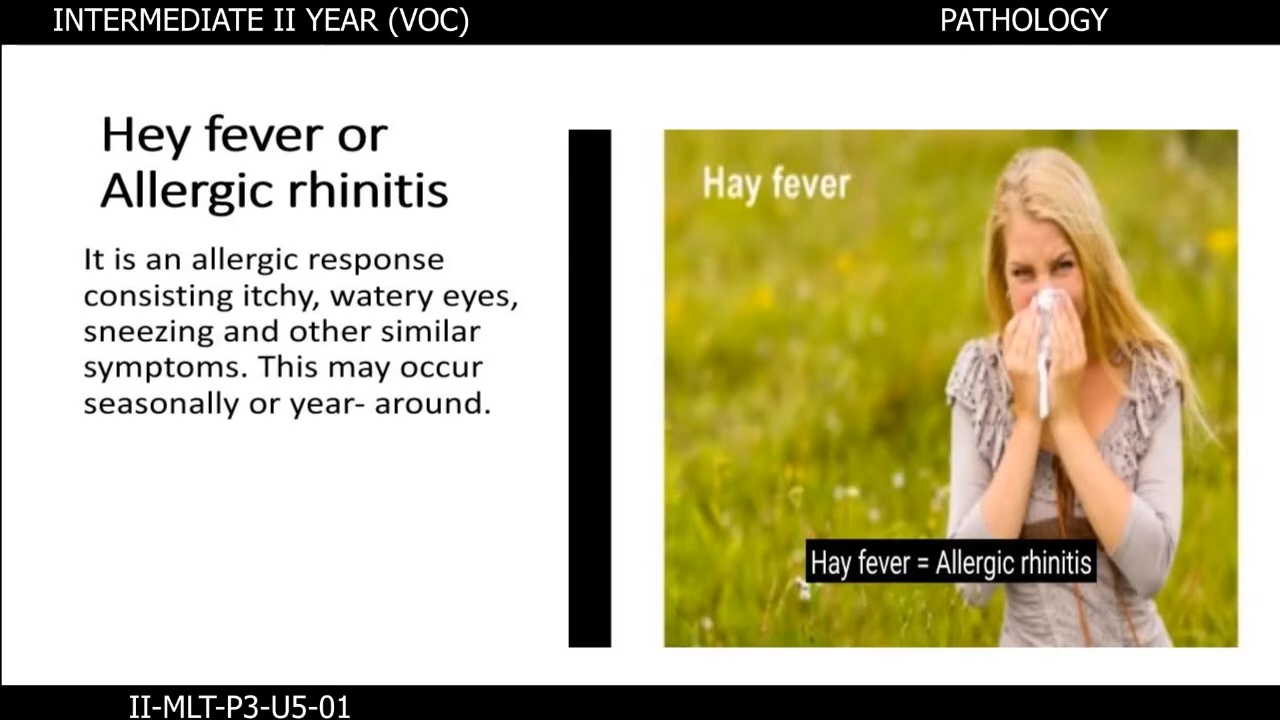 INTERMEDIATE II YEAR (VOC)
PATHOLOGY
Hey fever or
Allergic rhinitis
It is an allergic response
consisting itchy, watery eyes,
sneezing and other similar
symptoms. This may occur
seasonally or year- around.
Hay fever
Hay fever = Allergic rhinitis
II-MLT-P3-U5-01